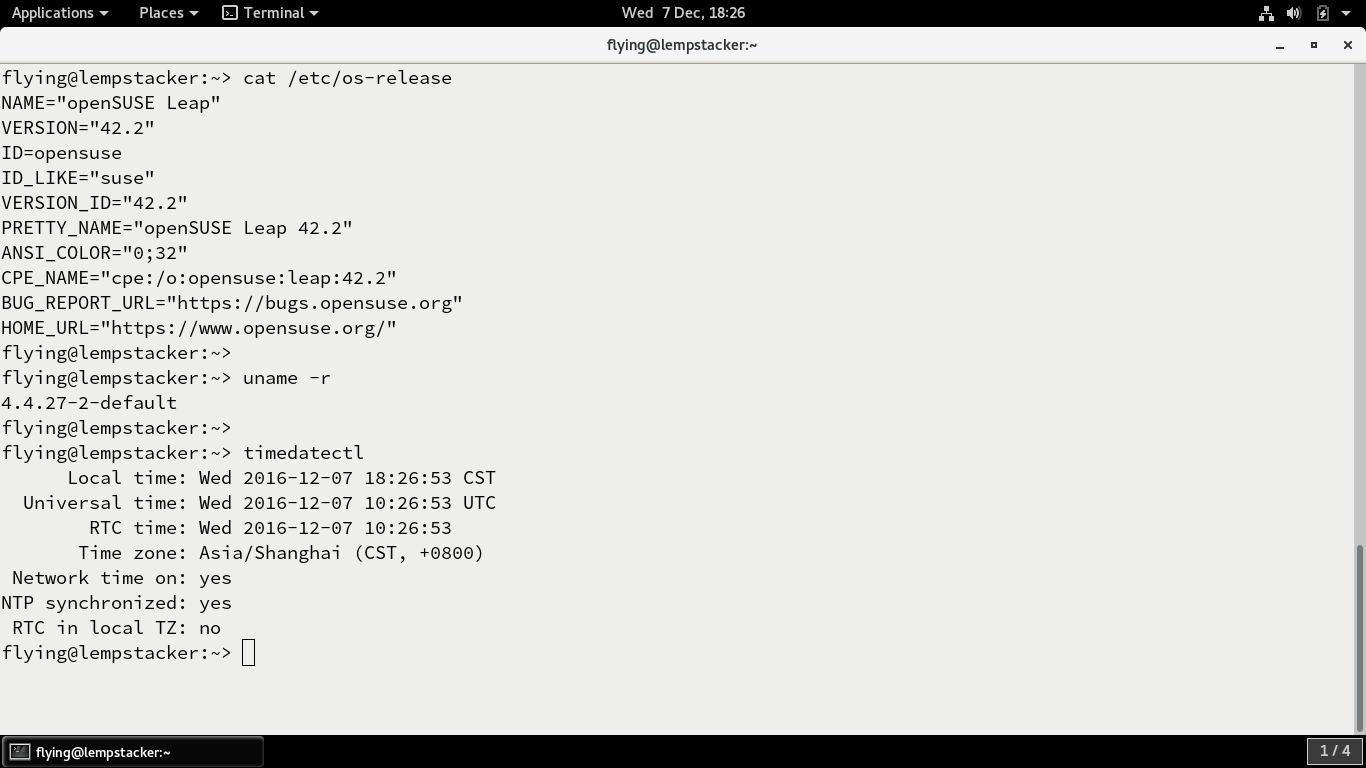 Applications Places Terminal Wed 7 Dec, 18:26
flying@lempstacker:~
flying@lempstacker:~> cat /etc/os-release
NAME="openSUSE Leap"
VERSION="42.2"
ID=opensuse
ID_LIKE="suse"
VERSION_ID="42.2"
PRETTY_NAME="openSUSE Leap 42.2"
ANSI_COLOR="0;32"
CPE_NAME="cpe:/o:opensuse:leap:42.2"
BUG_REPORT_URL="https://bugs.opensuse.org"
HOME_URL="https://www.opensuse.org/"
flying@lempstacker:~>
flying@lempstacker:~> uname -r
4.4.27-2-default
flying@lempstacker:~>
flying@lempstacker:~> timedatectl
      Local time: Wed 2016-12-07 18:26:53 CST
  Universal time: Wed 2016-12-07 10:26:53 UTC
        RTC time: Wed 2016-12-07 10:26:53
       Time zone: Asia/Shanghai (CST, +0800)
 Network time on: yes
NTP synchronized: yes
 RTC in local TZ: no
flying@lempstacker:~>
flying@lempstacker:~ 1 / 4